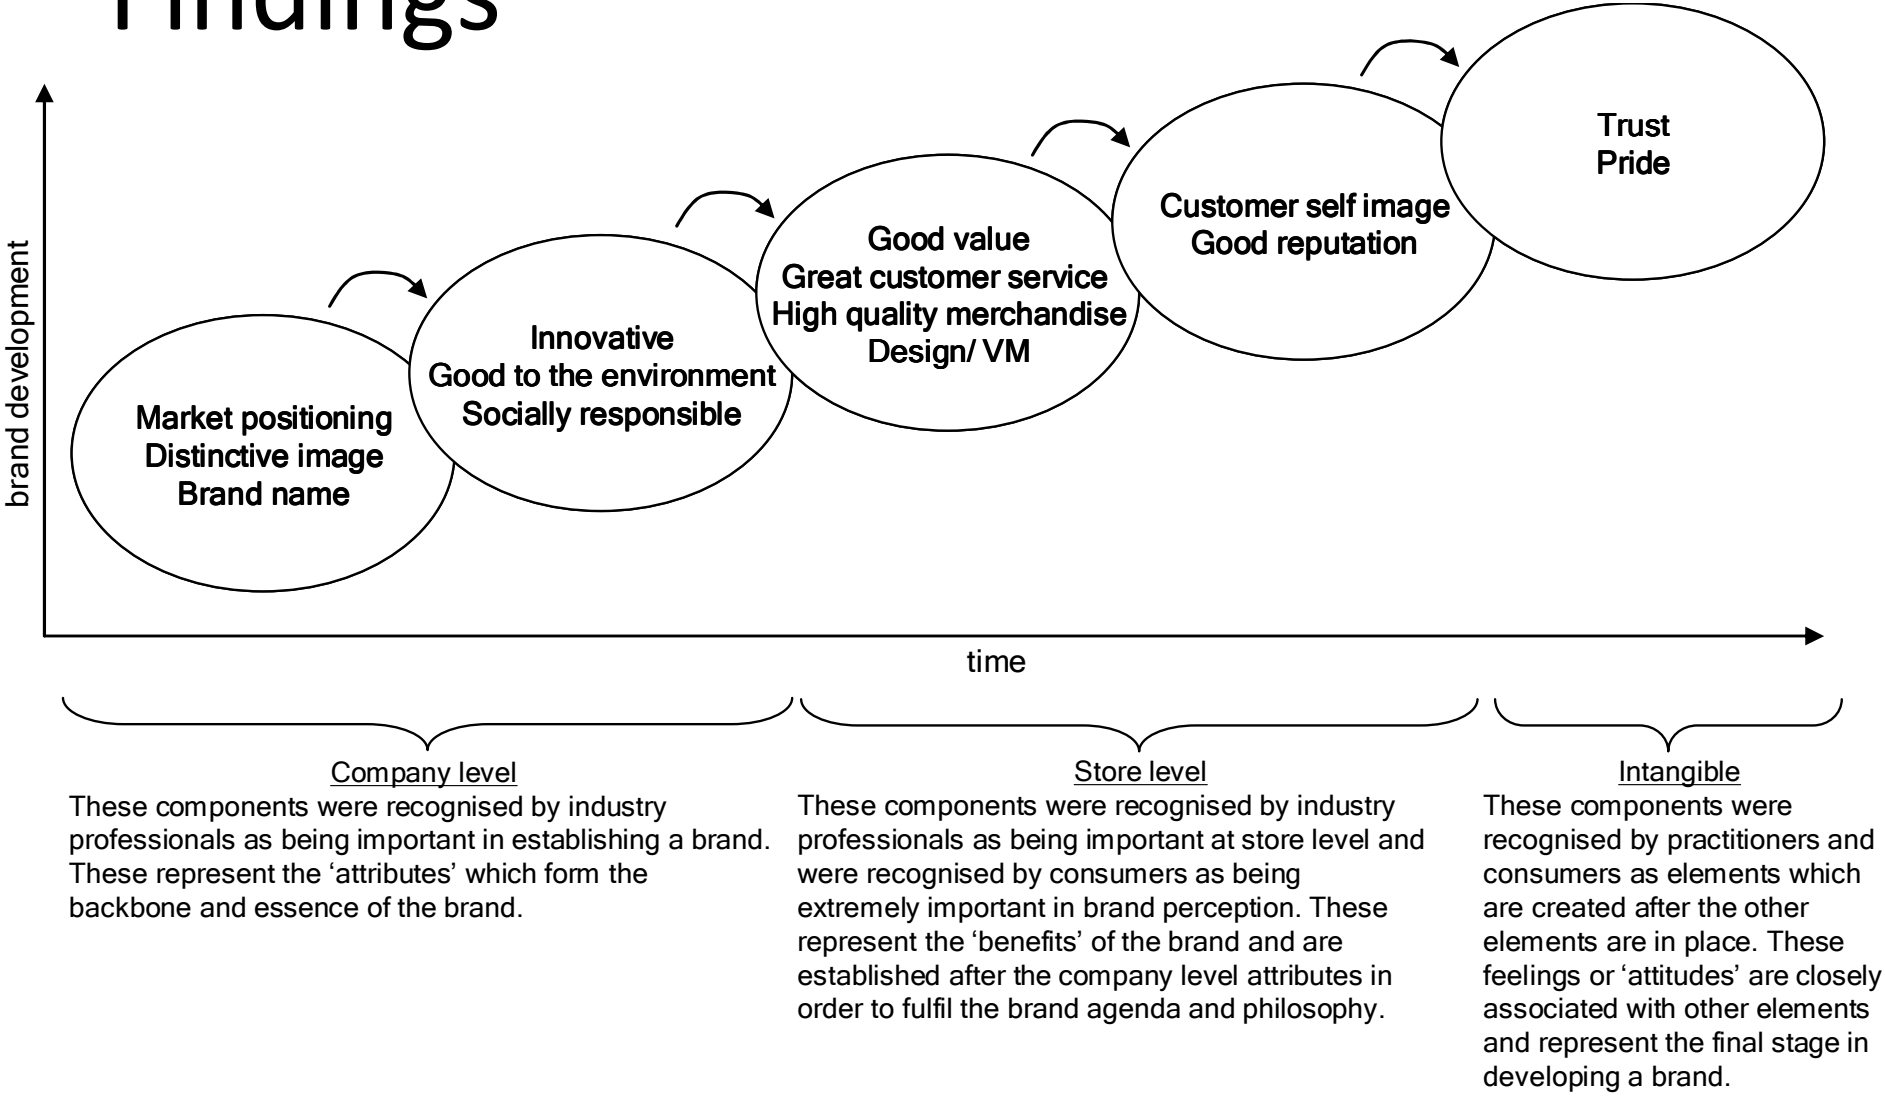 Findings
brand development
Market positioning
Distinctive image
Brand name
Innovative
Good to the environment
Socially responsible
Good value
Great customer service
High quality merchandise
Design/ VM
Customer self image
Good reputation
Trust
Pride
time
Company level
These components were recognised by industry
professionals as being important in establishing a brand.
These represent the ‘attributes’ which form the
backbone and essence of the brand.
Store level
These components were recognised by industry
professionals as being important at store level and
were recognised by consumers as being
extremely important in brand perception. These
represent the ‘benefits’ of the brand and are
established after the company level attributes in
order to fulfil the brand agenda and philosophy.
Intangible
These components were
recognised by practitioners and
consumers as elements which
are created after the other
elements are in place. These
feelings or ‘attitudes’ are closely
associated with other elements
and represent the final stage in
developing a brand.